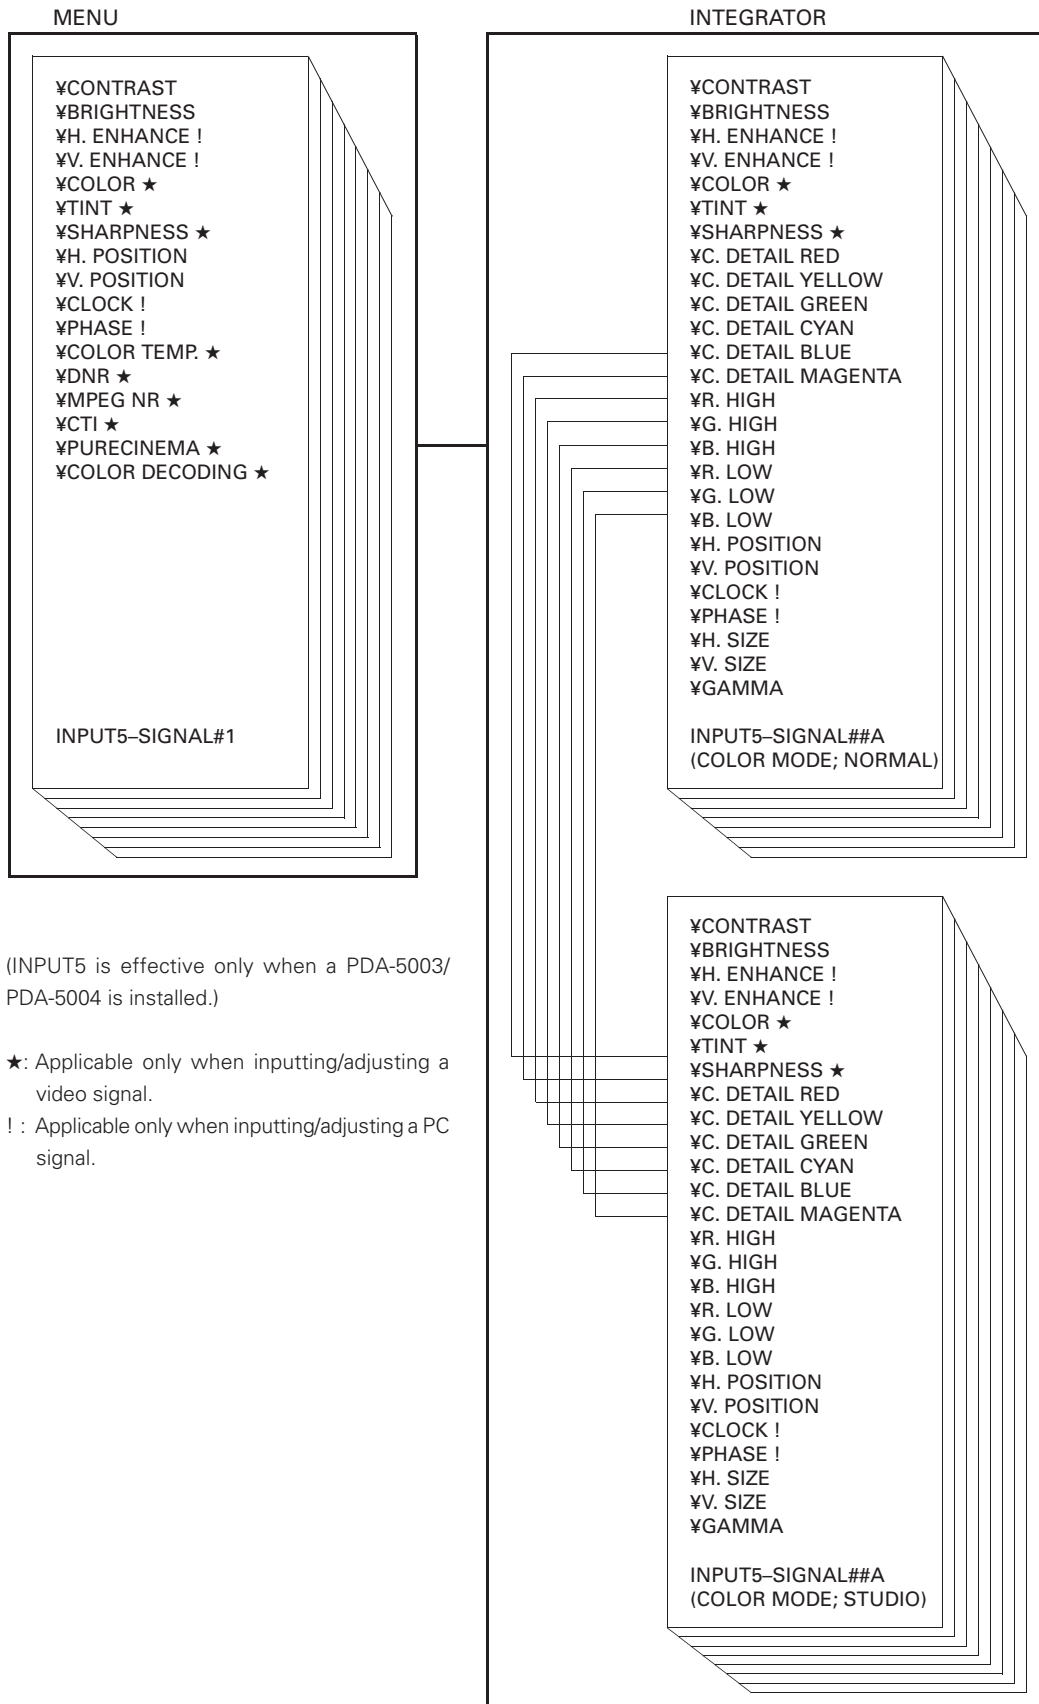 MENU
¥CONTRAST
¥BRIGHTNESS
¥H. ENHANCE !
¥V. ENHANCE !
¥COLOR ★
¥TINT ★
¥SHARPNESS ★
¥H. POSITION
¥V. POSITION
¥CLOCK !
¥PHASE !
¥COLOR TEMP. ★
¥DNR ★
¥MPEG NR ★
¥CTI ★
¥PURECINEMA ★
¥COLOR DECODING ★
INPUT5–SIGNAL#1
(INPUT5 is effective only when a PDA-5003/
PDA-5004 is installed.)
★: Applicable only when inputting/adjusting a
video signal.
! : Applicable only when inputting/adjusting a PC
signal.
INTEGRATOR
¥CONTRAST
¥BRIGHTNESS
¥H. ENHANCE !
¥V. ENHANCE !
¥COLOR ★
¥TINT ★
¥SHARPNESS ★
¥C. DETAIL RED
¥C. DETAIL YELLOW
¥C. DETAIL GREEN
¥C. DETAIL CYAN
¥C. DETAIL BLUE
¥C. DETAIL MAGENTA
¥R. HIGH
¥G. HIGH
¥B. HIGH
¥R. LOW
¥G. LOW
¥B. LOW
¥H. POSITION
¥V. POSITION
¥CLOCK !
¥PHASE !
¥H. SIZE
¥V. SIZE
¥GAMMA
INPUT5–SIGNAL##A
(COLOR MODE; NORMAL)
¥CONTRAST
¥BRIGHTNESS
¥H. ENHANCE !
¥V. ENHANCE !
¥COLOR ★
¥TINT ★
¥SHARPNESS ★
¥C. DETAIL RED
¥C. DETAIL YELLOW
¥C. DETAIL GREEN
¥C. DETAIL CYAN
¥C. DETAIL BLUE
¥C. DETAIL MAGENTA
¥R. HIGH
¥G. HIGH
¥B. HIGH
¥R. LOW
¥G. LOW
¥B. LOW
¥H. POSITION
¥V. POSITION
¥CLOCK !
¥PHASE !
¥H. SIZE
¥V. SIZE
¥GAMMA
INPUT5–SIGNAL##A
(COLOR MODE; STUDIO)